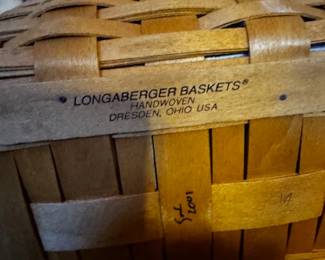 LONGABERGER BASKETS®
HANDWOVEN
DRESDEN, OHIO USA